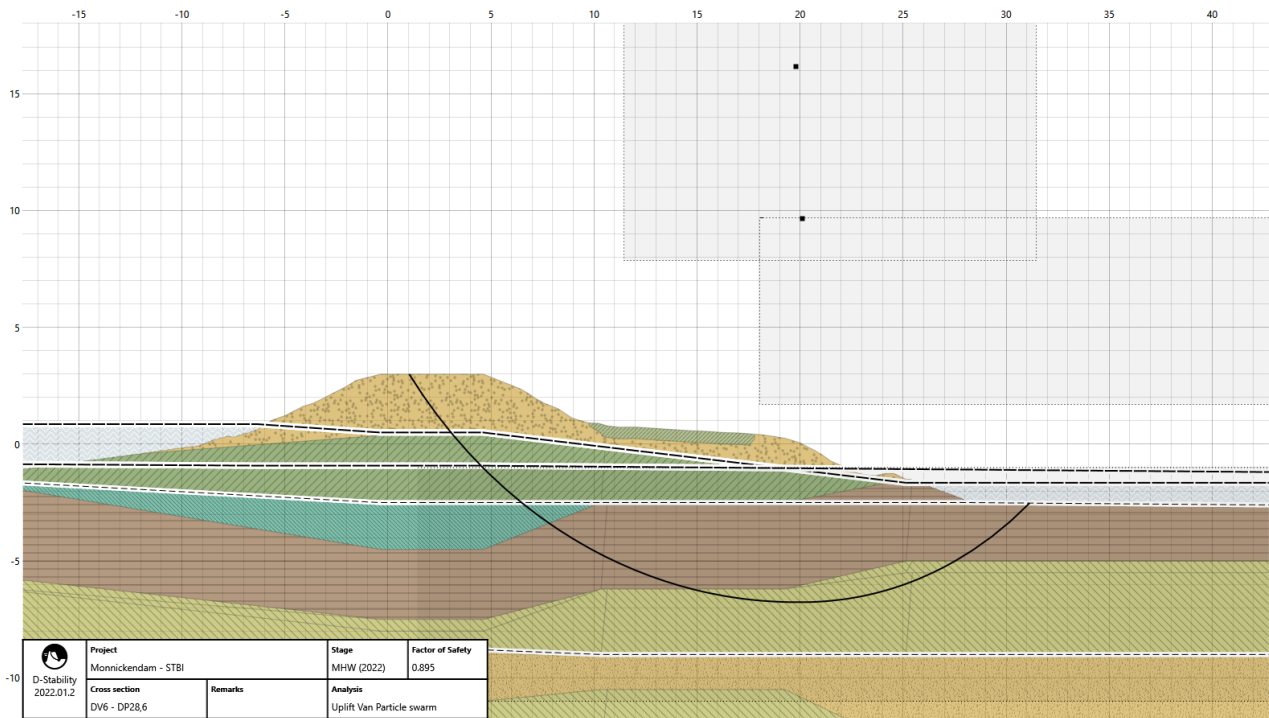 -15 -10 -5 0 5 10 15 20 25 30 35 40
15
10
5
0
-5
-10
D-Stability
2022.01.2
Project
Monnickendam - STBI
Stage
MHW (2022)
Factor of Safety
0.895
Cross section
DV6 - DP28,6
Remarks
Analysis
Uplift Van Particle swarm